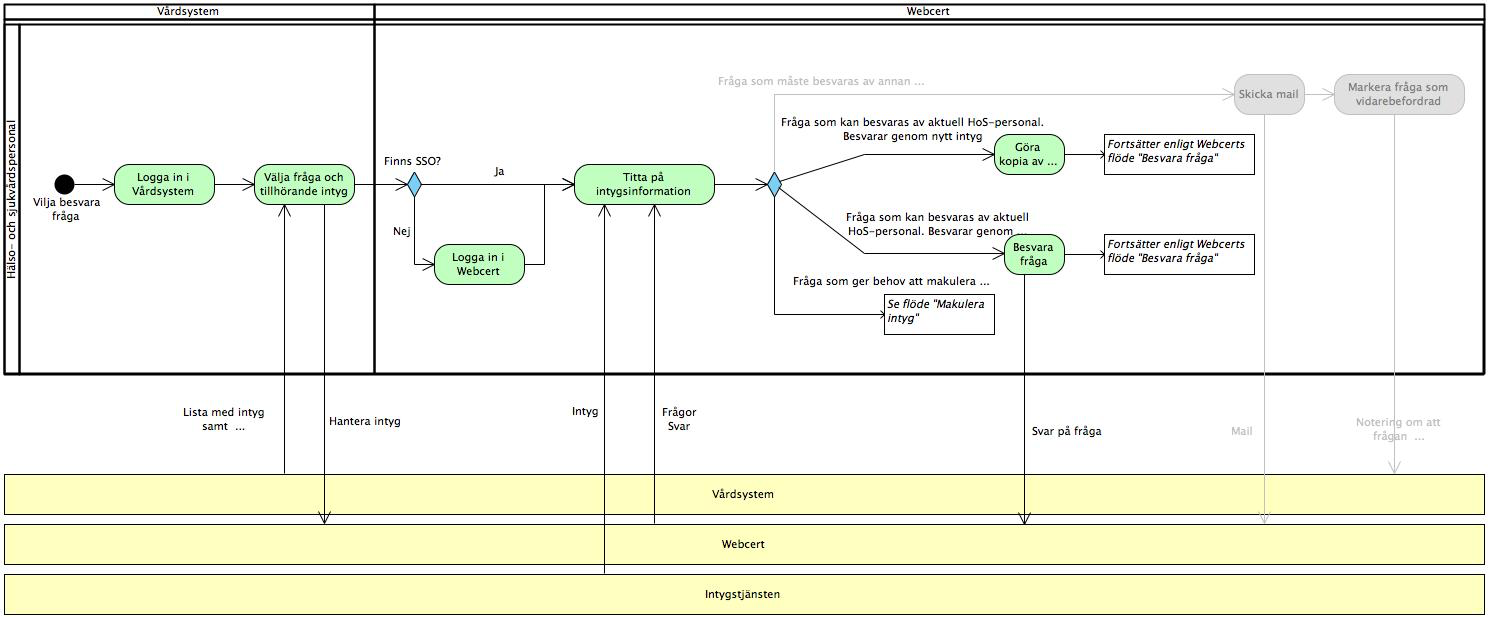 Vårdsystem
Webcert
Hälso- och sjukvårdspersonal
Vilja besvara
fråga
Logga in i
Vårdsystem
Välja fråga och
tillhörande intyg
Finns SSO?
Ja
Nej
Logga in i
Webcert
Titta på
intygsinformation
Fråga som måste besvaras av annan ...
Skicka mail
Markera fråga som
vidarebefordrad
Fråga som kan besvaras av aktuell HoS-personal.
Besvarar genom nytt intyg
Göra
kopia av ...
Fortsätter enligt Webcerts
flöde "Besvara fråga"
Fråga som kan besvaras av aktuell
HoS-personal. Besvarar genom ...
Besvara
fråga
Fortsätter enligt Webcerts
flöde "Besvara fråga"
Fråga som ger behov att makulera ...
Se flöde "Makulera
intyg"
Lista med intyg
samt ...
Hantera intyg
Intyg
Frågor
Svar
Svar på fråga
Mail
Notering om att
frågan ...
Vårdsystem
Webcert
Intygstjänsten